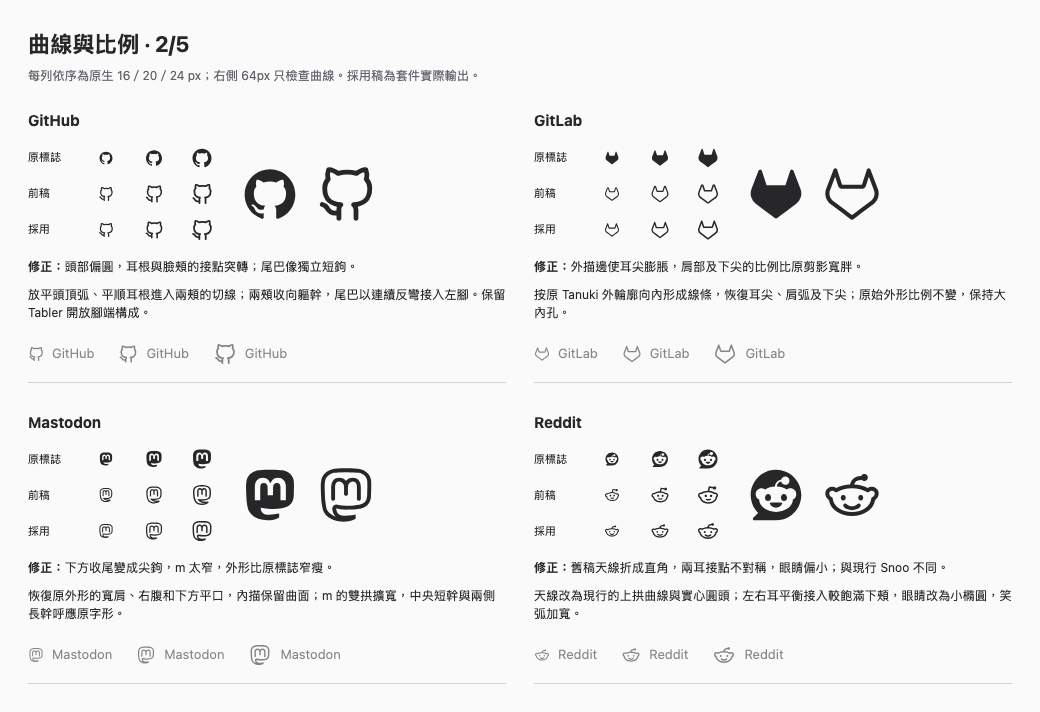 曲線與比例 · 2/5
每列依序為原生 16 / 20 / 24 px；右側 64px 只檢查曲線。採用稿為套件實際輸出。
GitHub
原標誌
前稿
採用
修正：頭部偏圓，耳根與臉頰的接點突轉；尾巴像獨立短鉤。
放平頭頂弧、平順耳根進入兩頰的切線；兩頰收向軀幹，尾巴以連續反彎接入左腳。保留
Tabler 開放腳端構成。
GitHub GitHub GitHub
GitLab
原標誌
前稿
採用
修正：外描邊使耳尖膨脹，肩部及下尖的比例比原剪影寬胖。
按原 Tanuki 外輪廓向內形成線條，恢復耳尖、肩弧及下尖；原始外形比例不變，保持大
內孔。
GitLab GitLab GitLab
Mastodon
原標誌
前稿
採用
修正：下方收尾變成尖鉤，m 太窄，外形比原標誌窄瘦。
恢復原外形的寬肩、右腹和下方平口，內描保留曲面；m 的雙拱擴寬，中央短幹與兩側
長幹呼應原字形。
Mastodon Mastodon Mastodon
Reddit
原標誌
前稿
採用
修正：舊稿天線折成直角，兩耳接點不對稱，眼睛偏小；與現行 Snoo 不同。
天線改為現行的上拱曲線與實心圓頭；左右耳平衡接入較飽滿下頰，眼睛改為小橢圓，笑
弧加寬。
Reddit Reddit Reddit